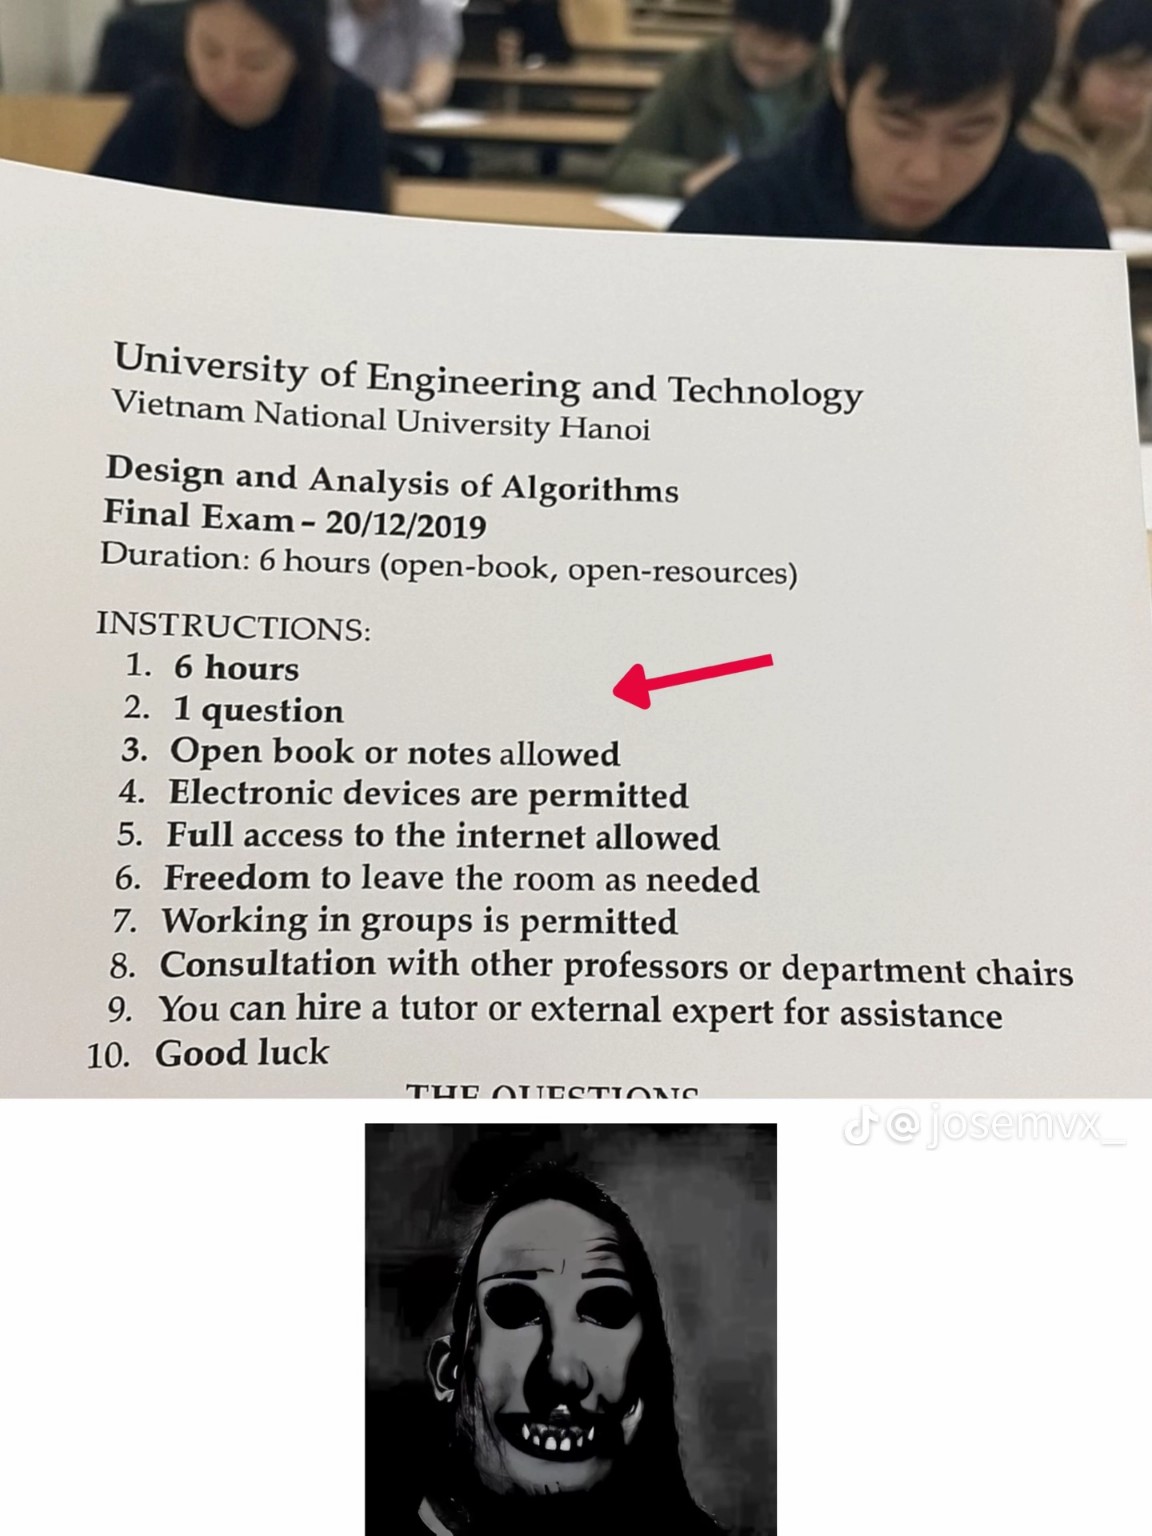 University of Engineering and Technology
Vietnam National University Hanoi
Design and Analysis of Algorithms
Final Exam – 20/12/2019
Duration: 6 hours (open-book, open-resources)
INSTRUCTIONS:
1. 6 hours
2. 1 question
3. Open book or notes allowed
4. Electronic devices are permitted
5. Full access to the internet allowed
6. Freedom to leave the room as needed
7. Working in groups is permitted
8. Consultation with other professors or department chairs
9. You can hire a tutor or external expert for assistance
10. Good luck
THE QUESTIONS
@josemvx_